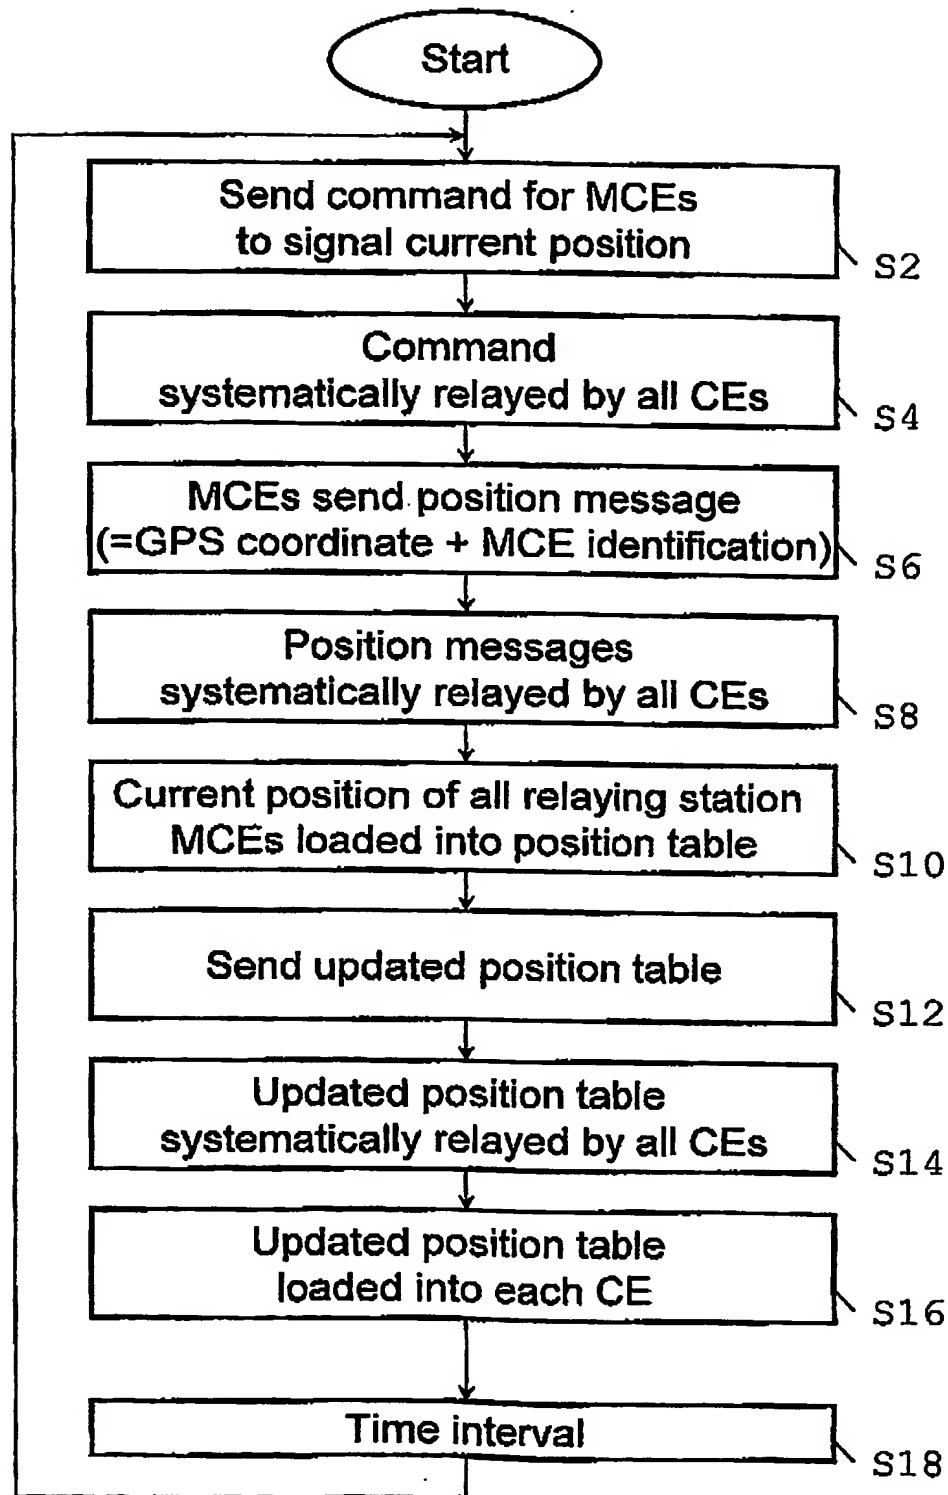 Start
Send command for MCEs
to signal current position
S2
Command
systematically relayed by all CEs
S4
MCEs send position message
(=GPS coordinate + MCE identification)
S6
Position messages
systematically relayed by all CEs
S8
Current position of all relaying station
MCEs loaded into position table
S10
Send updated position table
S12
Updated position table
systematically relayed by all CEs
S14
Updated position table
loaded into each CE
S16
Time interval
S18